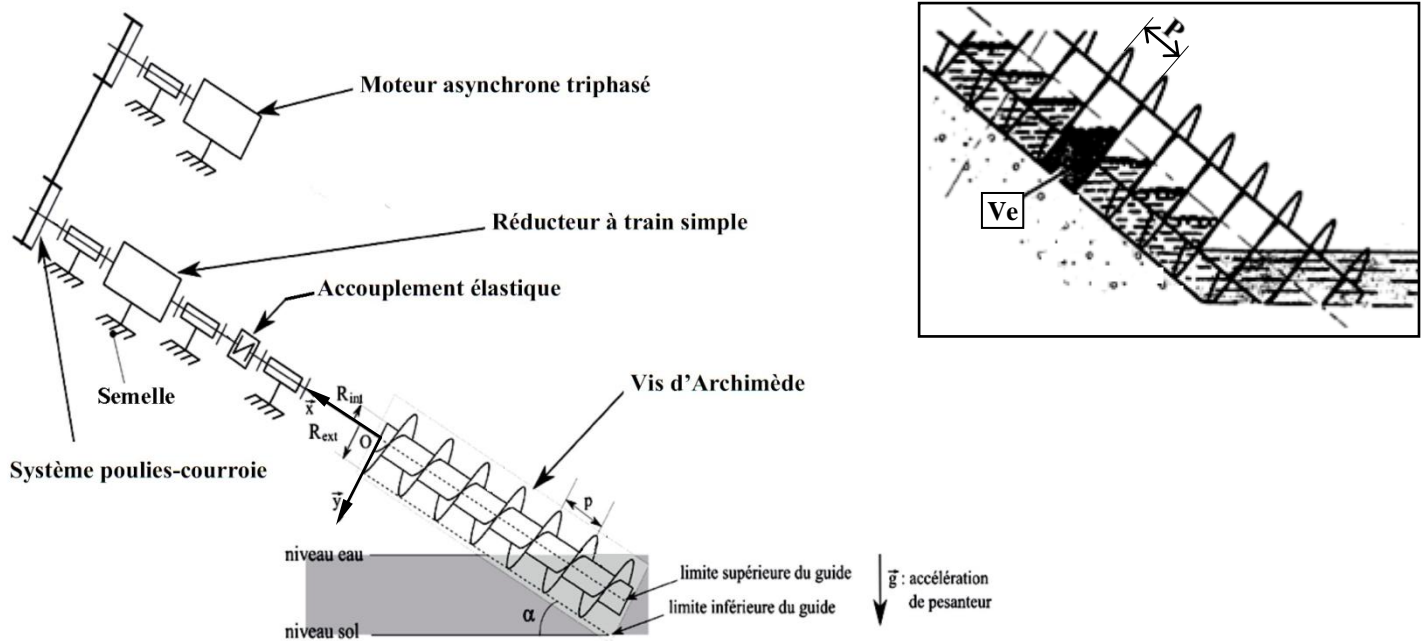 Moteur asynchrone triphasé
Réducteur à train simple
Accouplement élastique
Semelle
Système poulies-courroie
Vis d'Archimède
x
R_int
R_ext
O
y
p
niveau eau
niveau sol
α
limite supérieure du guide
limite inférieure du guide
g : accélération
de pesanteur
P
Ve